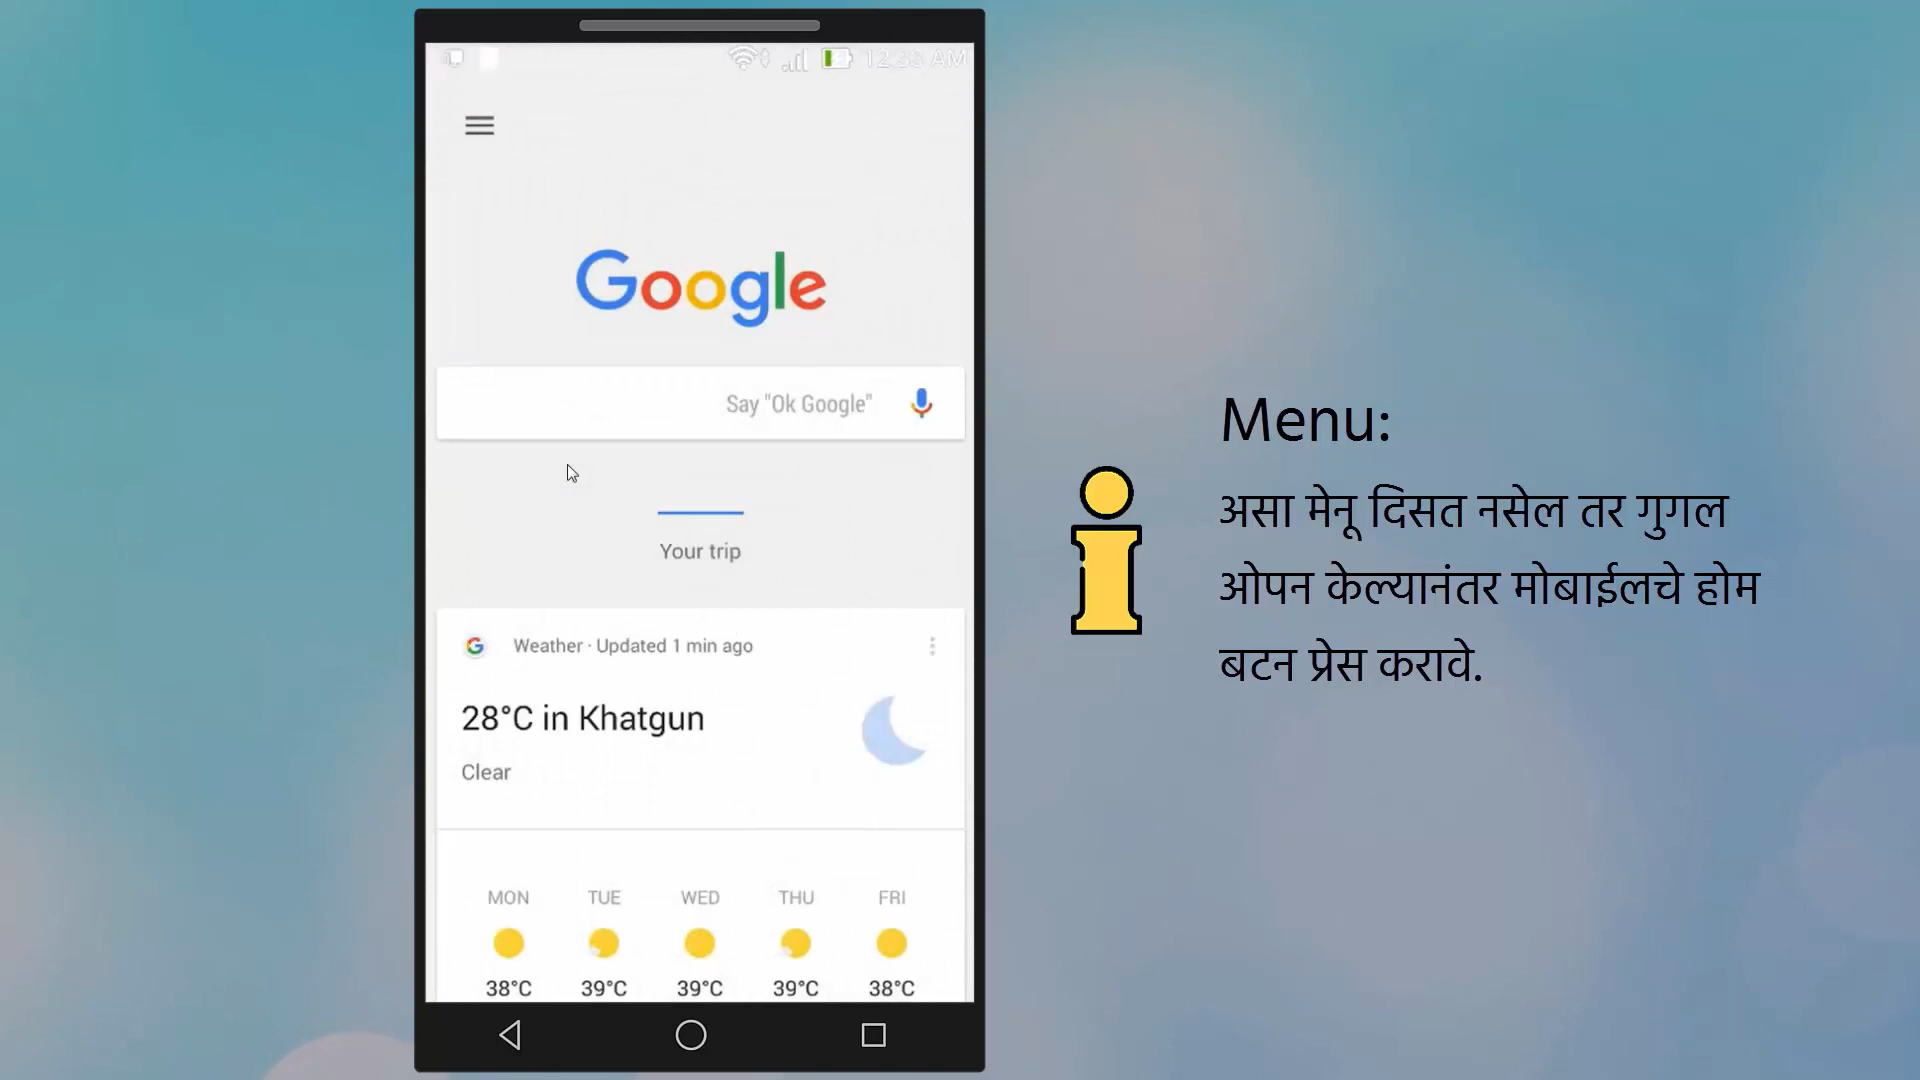 Google
Say "Ok Google"
Your trip
Weather · Updated 1 min ago
28°C in Khatgun
Clear
MON TUE WED THU FRI
38°C 39°C 39°C 39°C 38°C
Menu:
असा मेनू दिसत नसेल तर गुगल
ओपन केल्यानंतर मोबाईलचे होम
बटन प्रेस करावे.